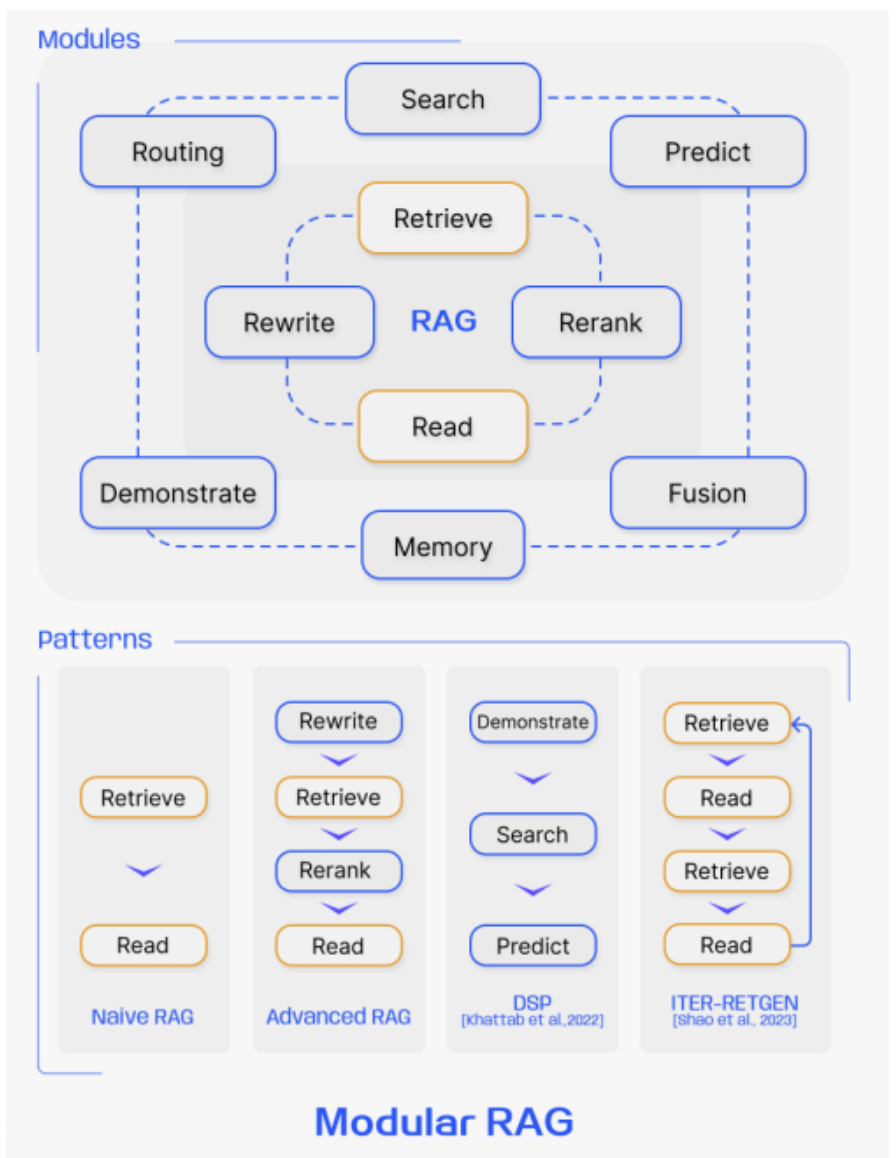 Modules
Search
Routing
Predict
Retrieve
Rewrite
RAG
Rerank
Read
Demonstrate
Fusion
Memory
Patterns
Retrieve
Read
Naive RAG
Rewrite
Retrieve
Rerank
Read
Advanced RAG
Demonstrate
Search
Predict
DSP
[Khattab et al.,2022]
Retrieve
Read
Retrieve
Read
ITER-RETGEN
[Shao et al., 2023]
Modular RAG